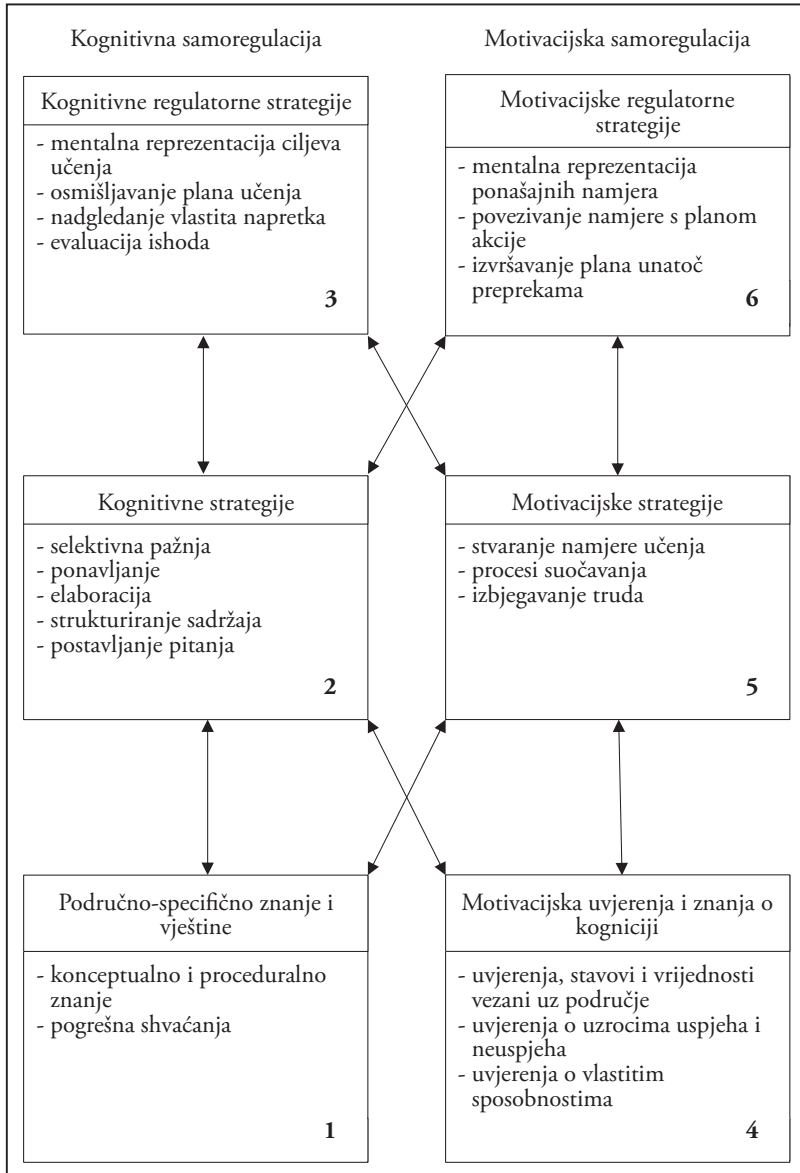 Kognitivna samoregulacija
Motivacijska samoregulacija
Kognitivne regulatorne strategije
- mentalna reprezentacija ciljeva
učenja
- osmišljavanje plana učenja
- nadgledanje vlastita napretka
- evaluacija ishoda
3
Motivacijske regulatorne
strategije
- mentalna reprezentacija
ponašajnih namjera
- povezivanje namjere s planom
akcije
- izvršavanje plana unatoč
preprekama
6
Kognitivne strategije
- selektivna pažnja
- ponavljanje
- elaboracija
- strukturiranje sadržaja
- postavljanje pitanja
2
Motivacijske strategije
- stvaranje namjere učenja
- procesi suočavanja
- izbjegavanje truda
5
Područno-specifično znanje i
vještine
- konceptualno i proceduralno
znanje
- pogrešna shvaćanja
1
Motivacijska uvjerenja i znanja o
kogniciji
- uvjerenja, stavovi i vrijednosti
vezani uz područje
- uvjerenja o uzrocima uspjeha i
neuspjeha
- uvjerenja o vlastitim
sposobnostima
4